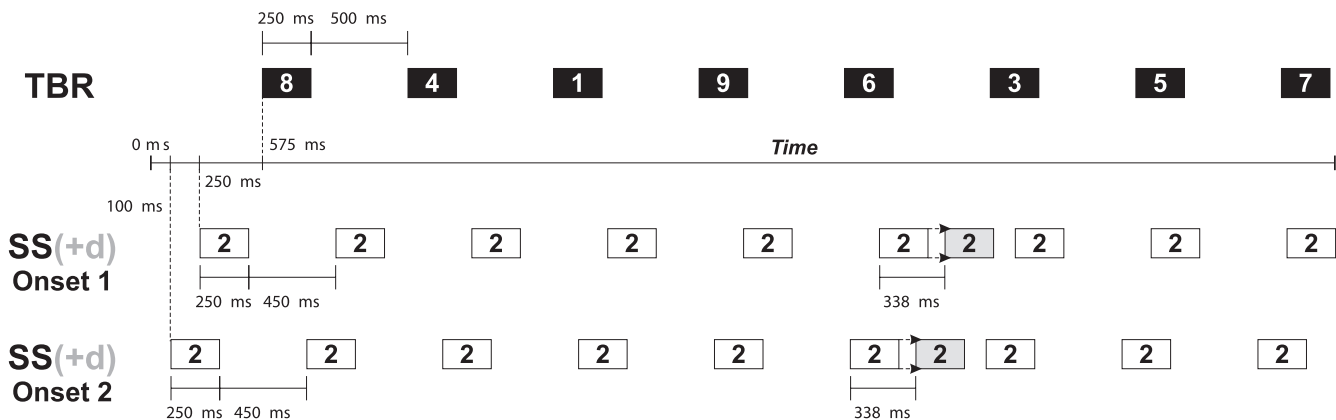 250 ms 500 ms
TBR 8 4 1 9 6 3 5 7
0 ms 575 ms Time
250 ms
100 ms
SS(+d) 2 2 2 2 2 2 2 2 2 2
Onset 1
250 ms 450 ms 338 ms
SS(+d) 2 2 2 2 2 2 2 2 2 2
Onset 2
250 ms 450 ms 338 ms